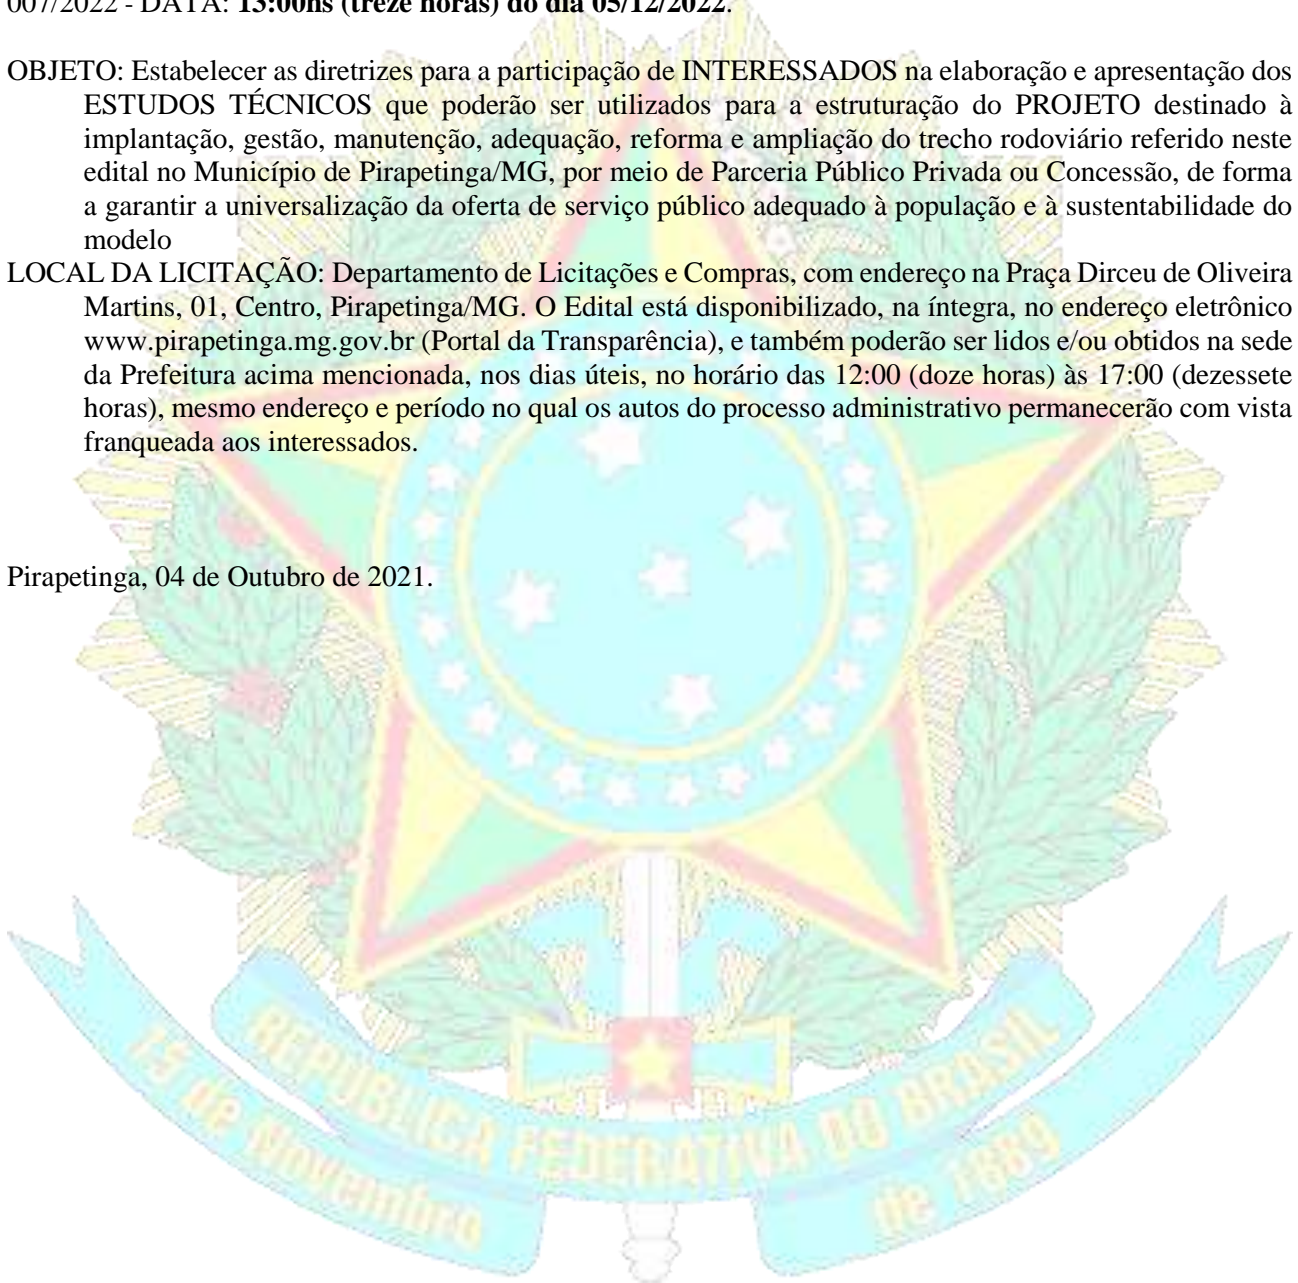 007/2022 - DATA: 13:00hs (treze horas) do dia 05/12/2022.
OBJETO: Estabelecer as diretrizes para a participação de INTERESSADOS na elaboração e apresentação dos
ESTUDOS TÉCNICOS que poderão ser utilizados para a estruturação do PROJETO destinado à
implantação, gestão, manutenção, adequação, reforma e ampliação do trecho rodoviário referido neste
edital no Município de Pirapetinga/MG, por meio de Parceria Público Privada ou Concessão, de forma
a garantir a universalização da oferta de serviço público adequado à população e à sustentabilidade do
modelo
LOCAL DA LICITAÇÃO: Departamento de Licitações e Compras, com endereço na Praça Dirceu de Oliveira
Martins, 01, Centro, Pirapetinga/MG. O Edital está disponibilizado, na íntegra, no endereço eletrônico
www.pirapetinga.mg.gov.br (Portal da Transparência), e também poderão ser lidos e/ou obtidos na sede
da Prefeitura acima mencionada, nos dias úteis, no horário das 12:00 (doze horas) às 17:00 (dezessete
horas), mesmo endereço e período no qual os autos do processo administrativo permanecerão com vista
franqueada aos interessados.
Pirapetinga, 04 de Outubro de 2021.
REPÚBLICA FEDERATIVA DO BRASIL
15 de Novembro de 1889